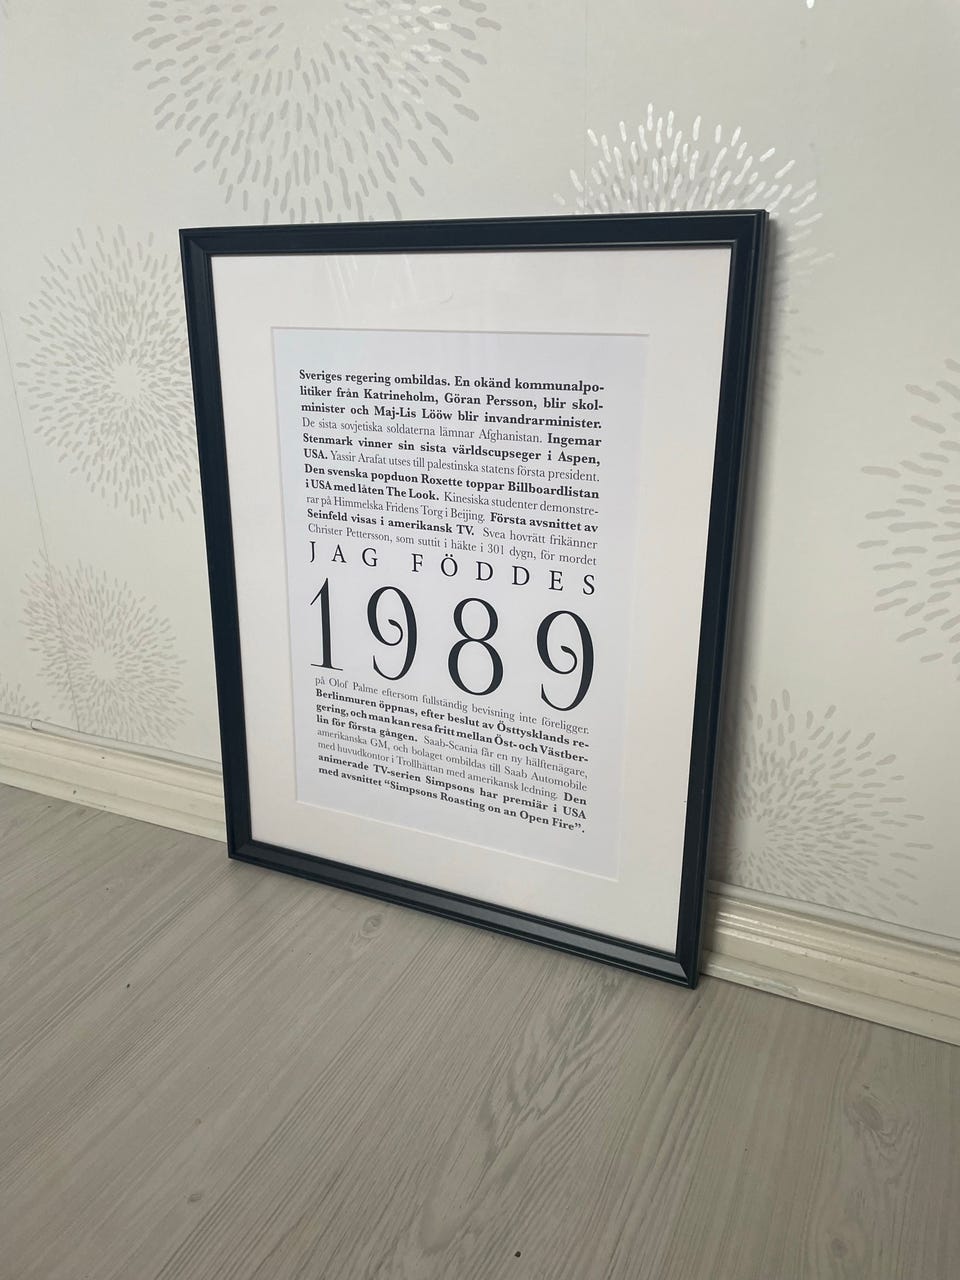 Sveriges regering ombildas. En okänd kommunalpo-
litiker från Katrineholm, Göran Persson, blir skol-
minister och Maj-Lis Lööw blir invandrarminister.
De sista sovjetiska soldaterna lämnar Afghanistan. Ingemar
Stenmark vinner sin sista världscupseger i Aspen,
USA. Yassir Arafat utses till palestinska statens första president.
Den svenska popduon Roxette toppar Billboardlistan
i USA med låten The Look. Kinesiska studenter demonstre-
rar på Himmelska Fridens Torg i Beijing. Första avsnittet av
Seinfeld visas i amerikansk TV. Svea hovrätt frikänner
Christer Pettersson, som suttit i häkte i 301 dygn, för mordet
JAG FÖDDES
1989
på Olof Palme eftersom fullständig bevisning inte föreligger.
Berlinmuren öppnas, efter beslut av Östtysklands re-
gering, och man kan resa fritt mellan Öst- och Västber-
lin för första gången. Saab-Scania får en ny hälftenägare,
amerikanska GM, och bolaget ombildas till Saab Automobile
med huvudkontor i Trollhättan med amerikansk ledning. Den
animerade TV-serien Simpsons har premiär i USA
med avsnittet "Simpsons Roasting on an Open Fire".